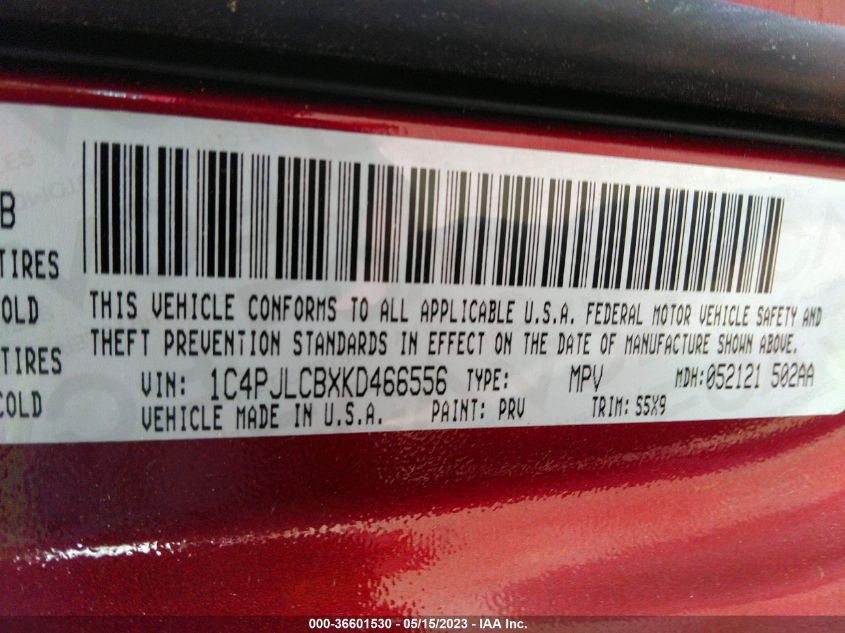 B
TIRES
OLD
TIRES
COLD
THIS VEHICLE CONFORMS TO ALL APPLICABLE U.S.A. FEDERAL MOTOR VEHICLE SAFETY AND
THEFT PREVENTION STANDARDS IN EFFECT ON THE DATE OF MANUFACTURE SHOWN ABOVE.
VIN: 1C4PJLCBXKD466556 TYPE: MPV MDH:052121 502AA
VEHICLE MADE IN U.S.A. PAINT: PRV TRIM: S5X9
000-36601530 - 05/15/2023 - IAA Inc.